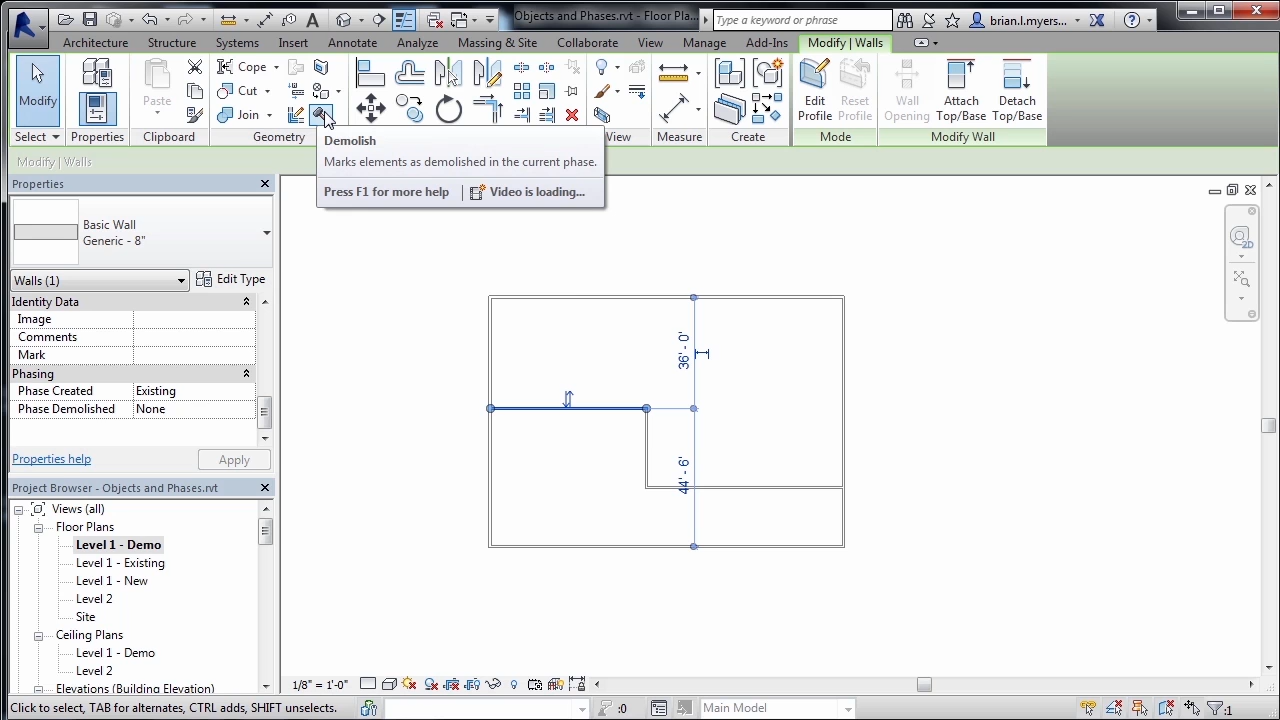 Objects and Phases.rvt - Floor Pla...
Type a keyword or phrase
brian.l.myers...
Architecture Structure Systems Insert Annotate Analyze Massing & Site Collaborate View Manage Add-Ins Modify | Walls
Modify
Paste
Cope
Cut
Join
Edit Profile
Reset Profile
Wall Opening
Attach Top/Base
Detach Top/Base
Select Properties Clipboard Geometry View Measure Create Mode Modify Wall
Demolish
Marks elements as demolished in the current phase.
Press F1 for more help
Video is loading...
Modify | Walls
Properties
Basic Wall
Generic - 8"
Walls (1)
Edit Type
Identity Data
Image
Comments
Mark
Phasing
Phase Created Existing
Phase Demolished None
Properties help
Apply
Project Browser - Objects and Phases.rvt
Views (all)
Floor Plans
Level 1 - Demo
Level 1 - Existing
Level 1 - New
Level 2
Site
Ceiling Plans
Level 1 - Demo
Level 2
Elevations (Building Elevation)
2D
36' - 0"
44' - 6"
1/8" = 1'-0"
Click to select, TAB for alternates, CTRL adds, SHIFT unselects.
:0
Main Model
:1